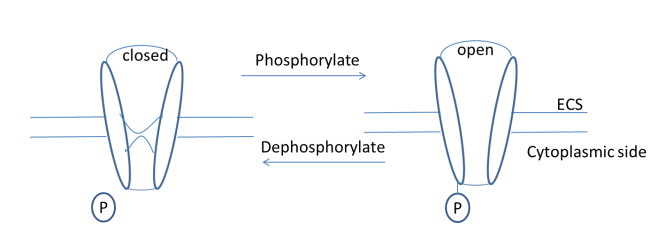 closed
Phosphorylate
open
ECS
Dephosphorylate
Cytoplasmic side
P
P